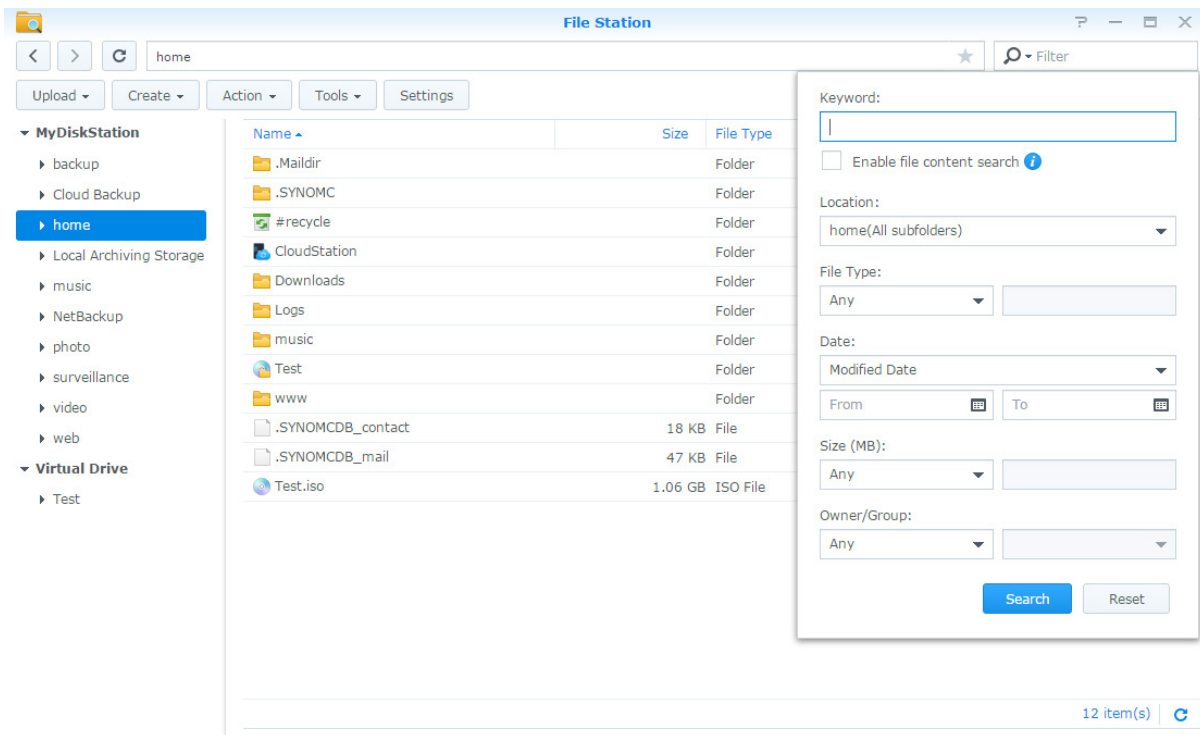 File Station
home
Filter
Upload Create Action Tools Settings
MyDiskStation
backup
Cloud Backup
home
Local Archiving Storage
music
NetBackup
photo
surveillance
video
web
Virtual Drive
Test
Name Size File Type
.Maildir Folder
.SYNOMC Folder
#recycle Folder
CloudStation Folder
Downloads Folder
Logs Folder
music Folder
Test Folder
www Folder
.SYNOMCDB_contact 18 KB File
.SYNOMCDB_mail 47 KB File
Test.iso 1.06 GB ISO File
Keyword:
Enable file content search
Location:
home(All subfolders)
File Type:
Any
Date:
Modified Date
From To
Size (MB):
Any
Owner/Group:
Any
Search Reset
12 item(s)